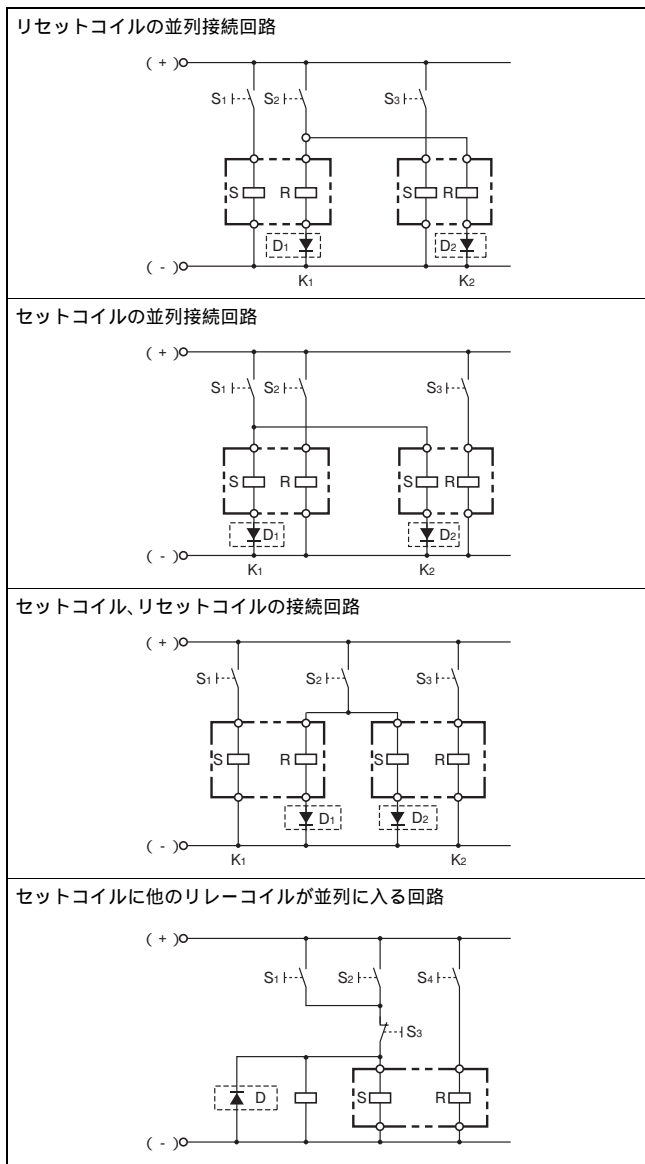 リセットコイルの並列接続回路
( + )
S1 S2 S3
S R S R
D1 D2
( - )
K1 K2
セットコイルの並列接続回路
( + )
S1 S2 S3
S R S R
D1 D2
( - )
K1 K2
セットコイル、リセットコイルの接続回路
( + )
S1 S2 S3
S R S R
D1 D2
( - )
K1 K2
セットコイルに他のリレーコイルが並列に入る回路
( + )
S1 S2 S4
S3
D S R
( - )